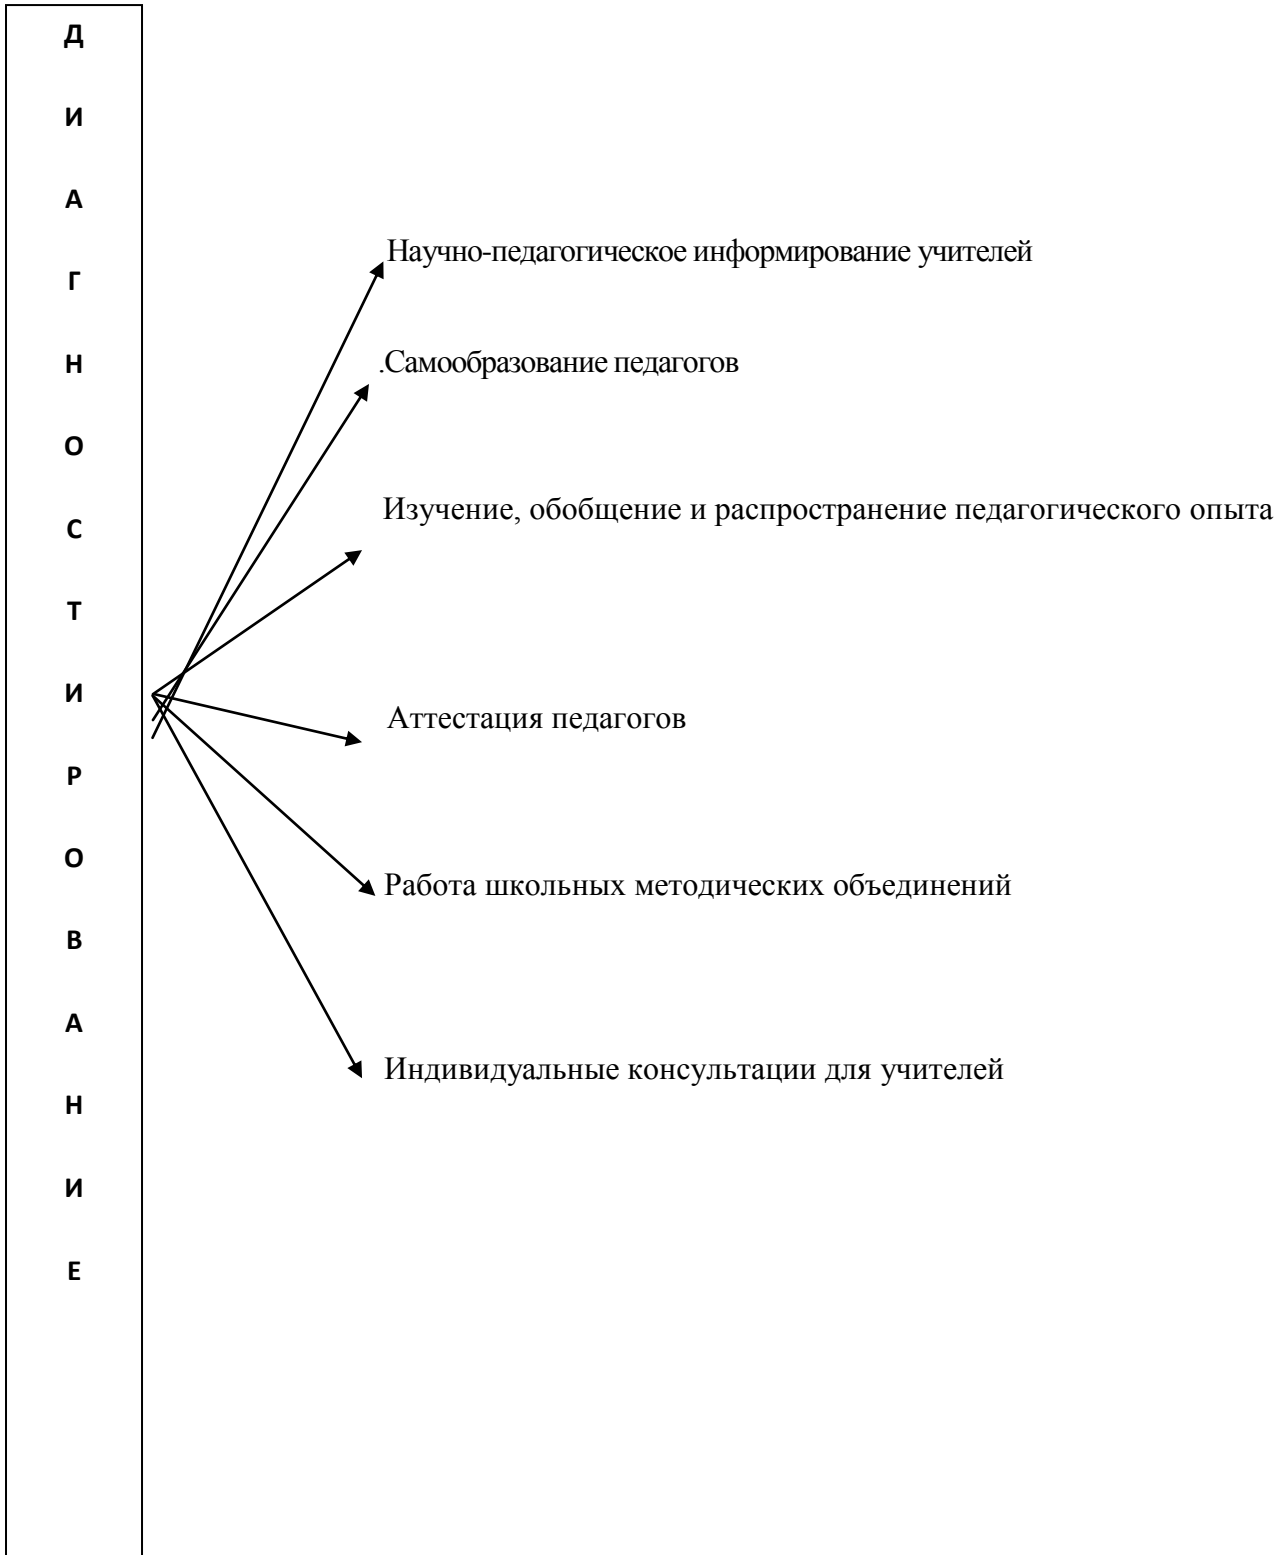 Д
И
А
Г
Н
О
С
Т
И
Р
О
В
А
Н
И
Е
Научно-педагогическое информирование учителей
.Самообразование педагогов
Изучение, обобщение и распространение педагогического опыта
Аттестация педагогов
Работа школьных методических объединений
Индивидуальные консультации для учителей